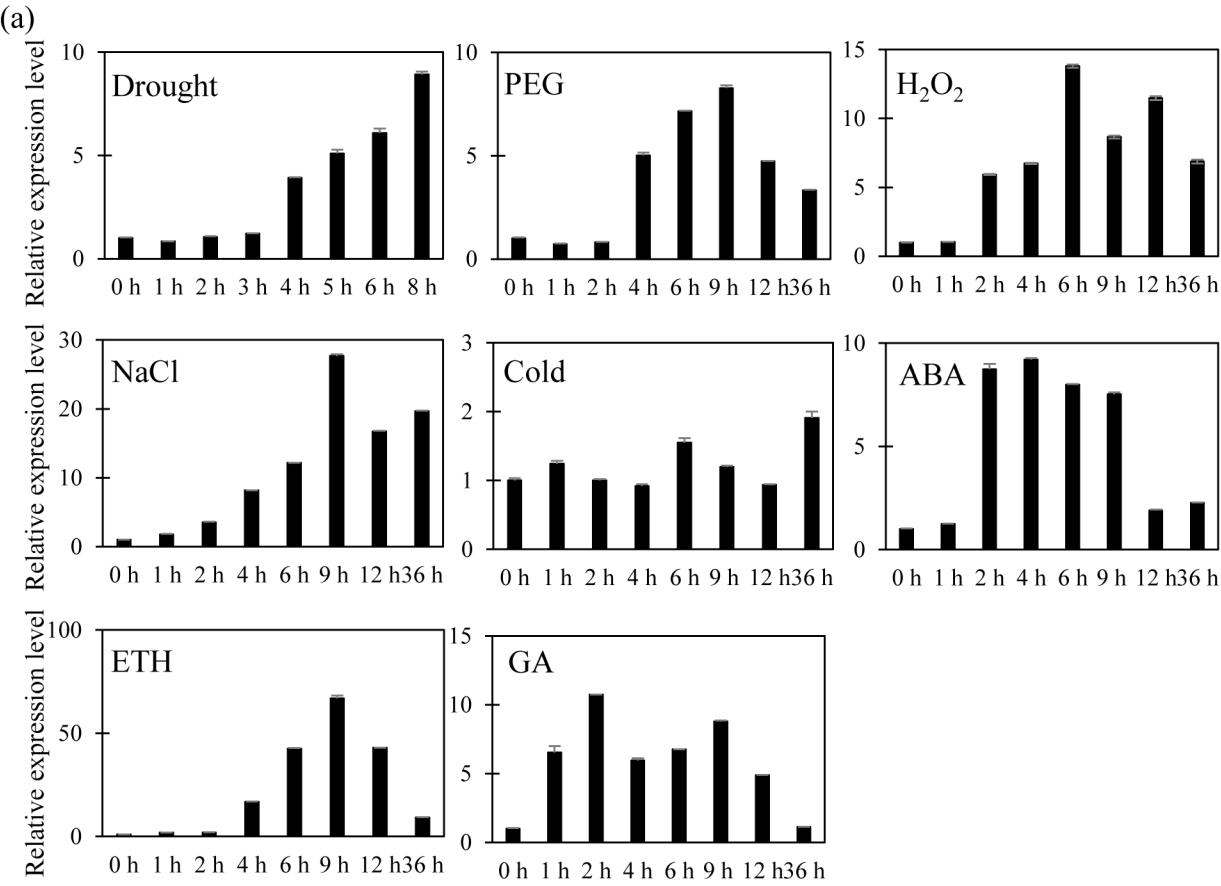 (a)
Relative expression level
10
5
0
Drought
0 h 1 h 2 h 3 h 4 h 5 h 6 h 8 h
10
5
0
PEG
0 h 1 h 2 h 4 h 6 h 9 h 12 h 36 h
15
10
5
0
H₂O₂
0 h 1 h 2 h 4 h 6 h 9 h 12 h 36 h
Relative expression level
30
20
10
0
NaCl
0 h 1 h 2 h 4 h 6 h 9 h 12 h 36 h
3
2
1
0
Cold
0 h 1 h 2 h 4 h 6 h 9 h 12 h 36 h
10
5
0
ABA
0 h 1 h 2 h 4 h 6 h 9 h 12 h 36 h
Relative expression level
100
50
0
ETH
0 h 1 h 2 h 4 h 6 h 9 h 12 h 36 h
15
10
5
0
GA
0 h 1 h 2 h 4 h 6 h 9 h 12 h 36 h